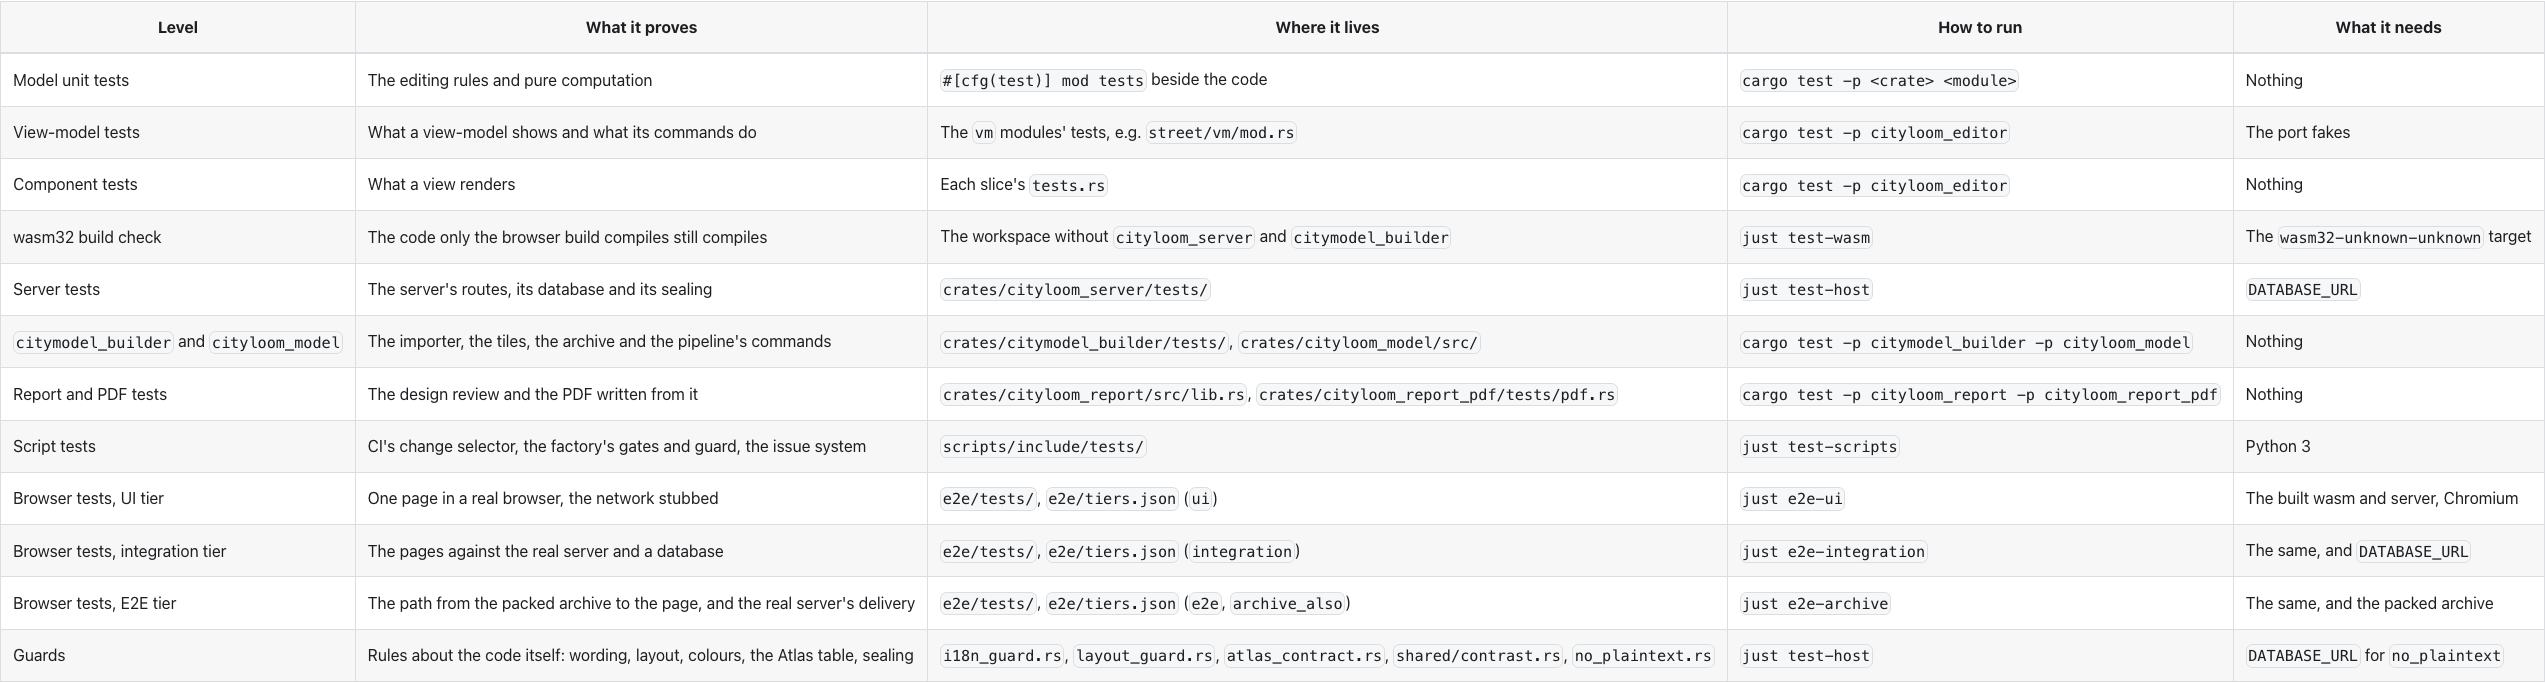 Level What it proves Where it lives How to run What it needs
Model unit tests The editing rules and pure computation #[cfg(test)] mod tests beside the code cargo test -p <crate> <module> Nothing
View-model tests What a view-model shows and what its commands do The vm modules' tests, e.g. street/vm/mod.rs cargo test -p cityloom_editor The port fakes
Component tests What a view renders Each slice's tests.rs cargo test -p cityloom_editor Nothing
wasm32 build check The code only the browser build compiles still compiles The workspace without cityloom_server and citymodel_builder just test-wasm The wasm32-unknown-unknown target
Server tests The server's routes, its database and its sealing crates/cityloom_server/tests/ just test-host DATABASE_URL
citymodel_builder and cityloom_model The importer, the tiles, the archive and the pipeline's commands crates/citymodel_builder/tests/, crates/cityloom_model/src/ cargo test -p citymodel_builder -p cityloom_model Nothing
Report and PDF tests The design review and the PDF written from it crates/cityloom_report/src/lib.rs, crates/cityloom_report_pdf/tests/pdf.rs cargo test -p cityloom_report -p cityloom_report_pdf Nothing
Script tests CI's change selector, the factory's gates and guard, the issue system scripts/include/tests/ just test-scripts Python 3
Browser tests, UI tier One page in a real browser, the network stubbed e2e/tests/, e2e/tiers.json (ui) just e2e-ui The built wasm and server, Chromium
Browser tests, integration tier The pages against the real server and a database e2e/tests/, e2e/tiers.json (integration) just e2e-integration The same, and DATABASE_URL
Browser tests, E2E tier The path from the packed archive to the page, and the real server's delivery e2e/tests/, e2e/tiers.json (e2e, archive_also) just e2e-archive The same, and the packed archive
Guards Rules about the code itself: wording, layout, colours, the Atlas table, sealing i18n_guard.rs, layout_guard.rs, atlas_contract.rs, shared/contrast.rs, no_plaintext.rs just test-host DATABASE_URL for no_plaintext